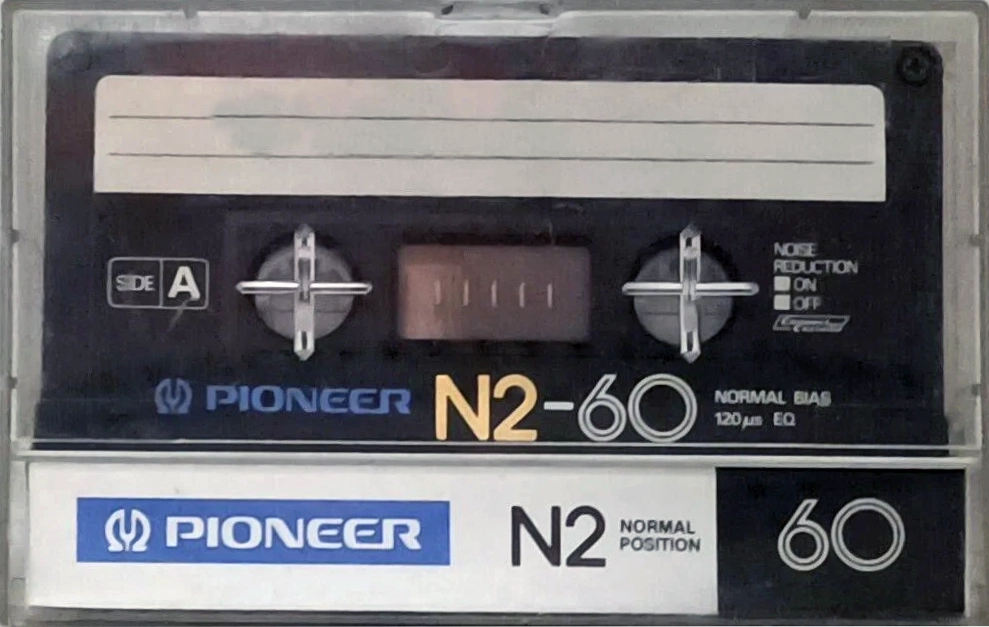 SIDE A
NOISE
REDUCTION
ON
OFF
PIONEER N2-60 NORMAL BIAS
120μs EQ
PIONEER N2 NORMAL POSITION 60